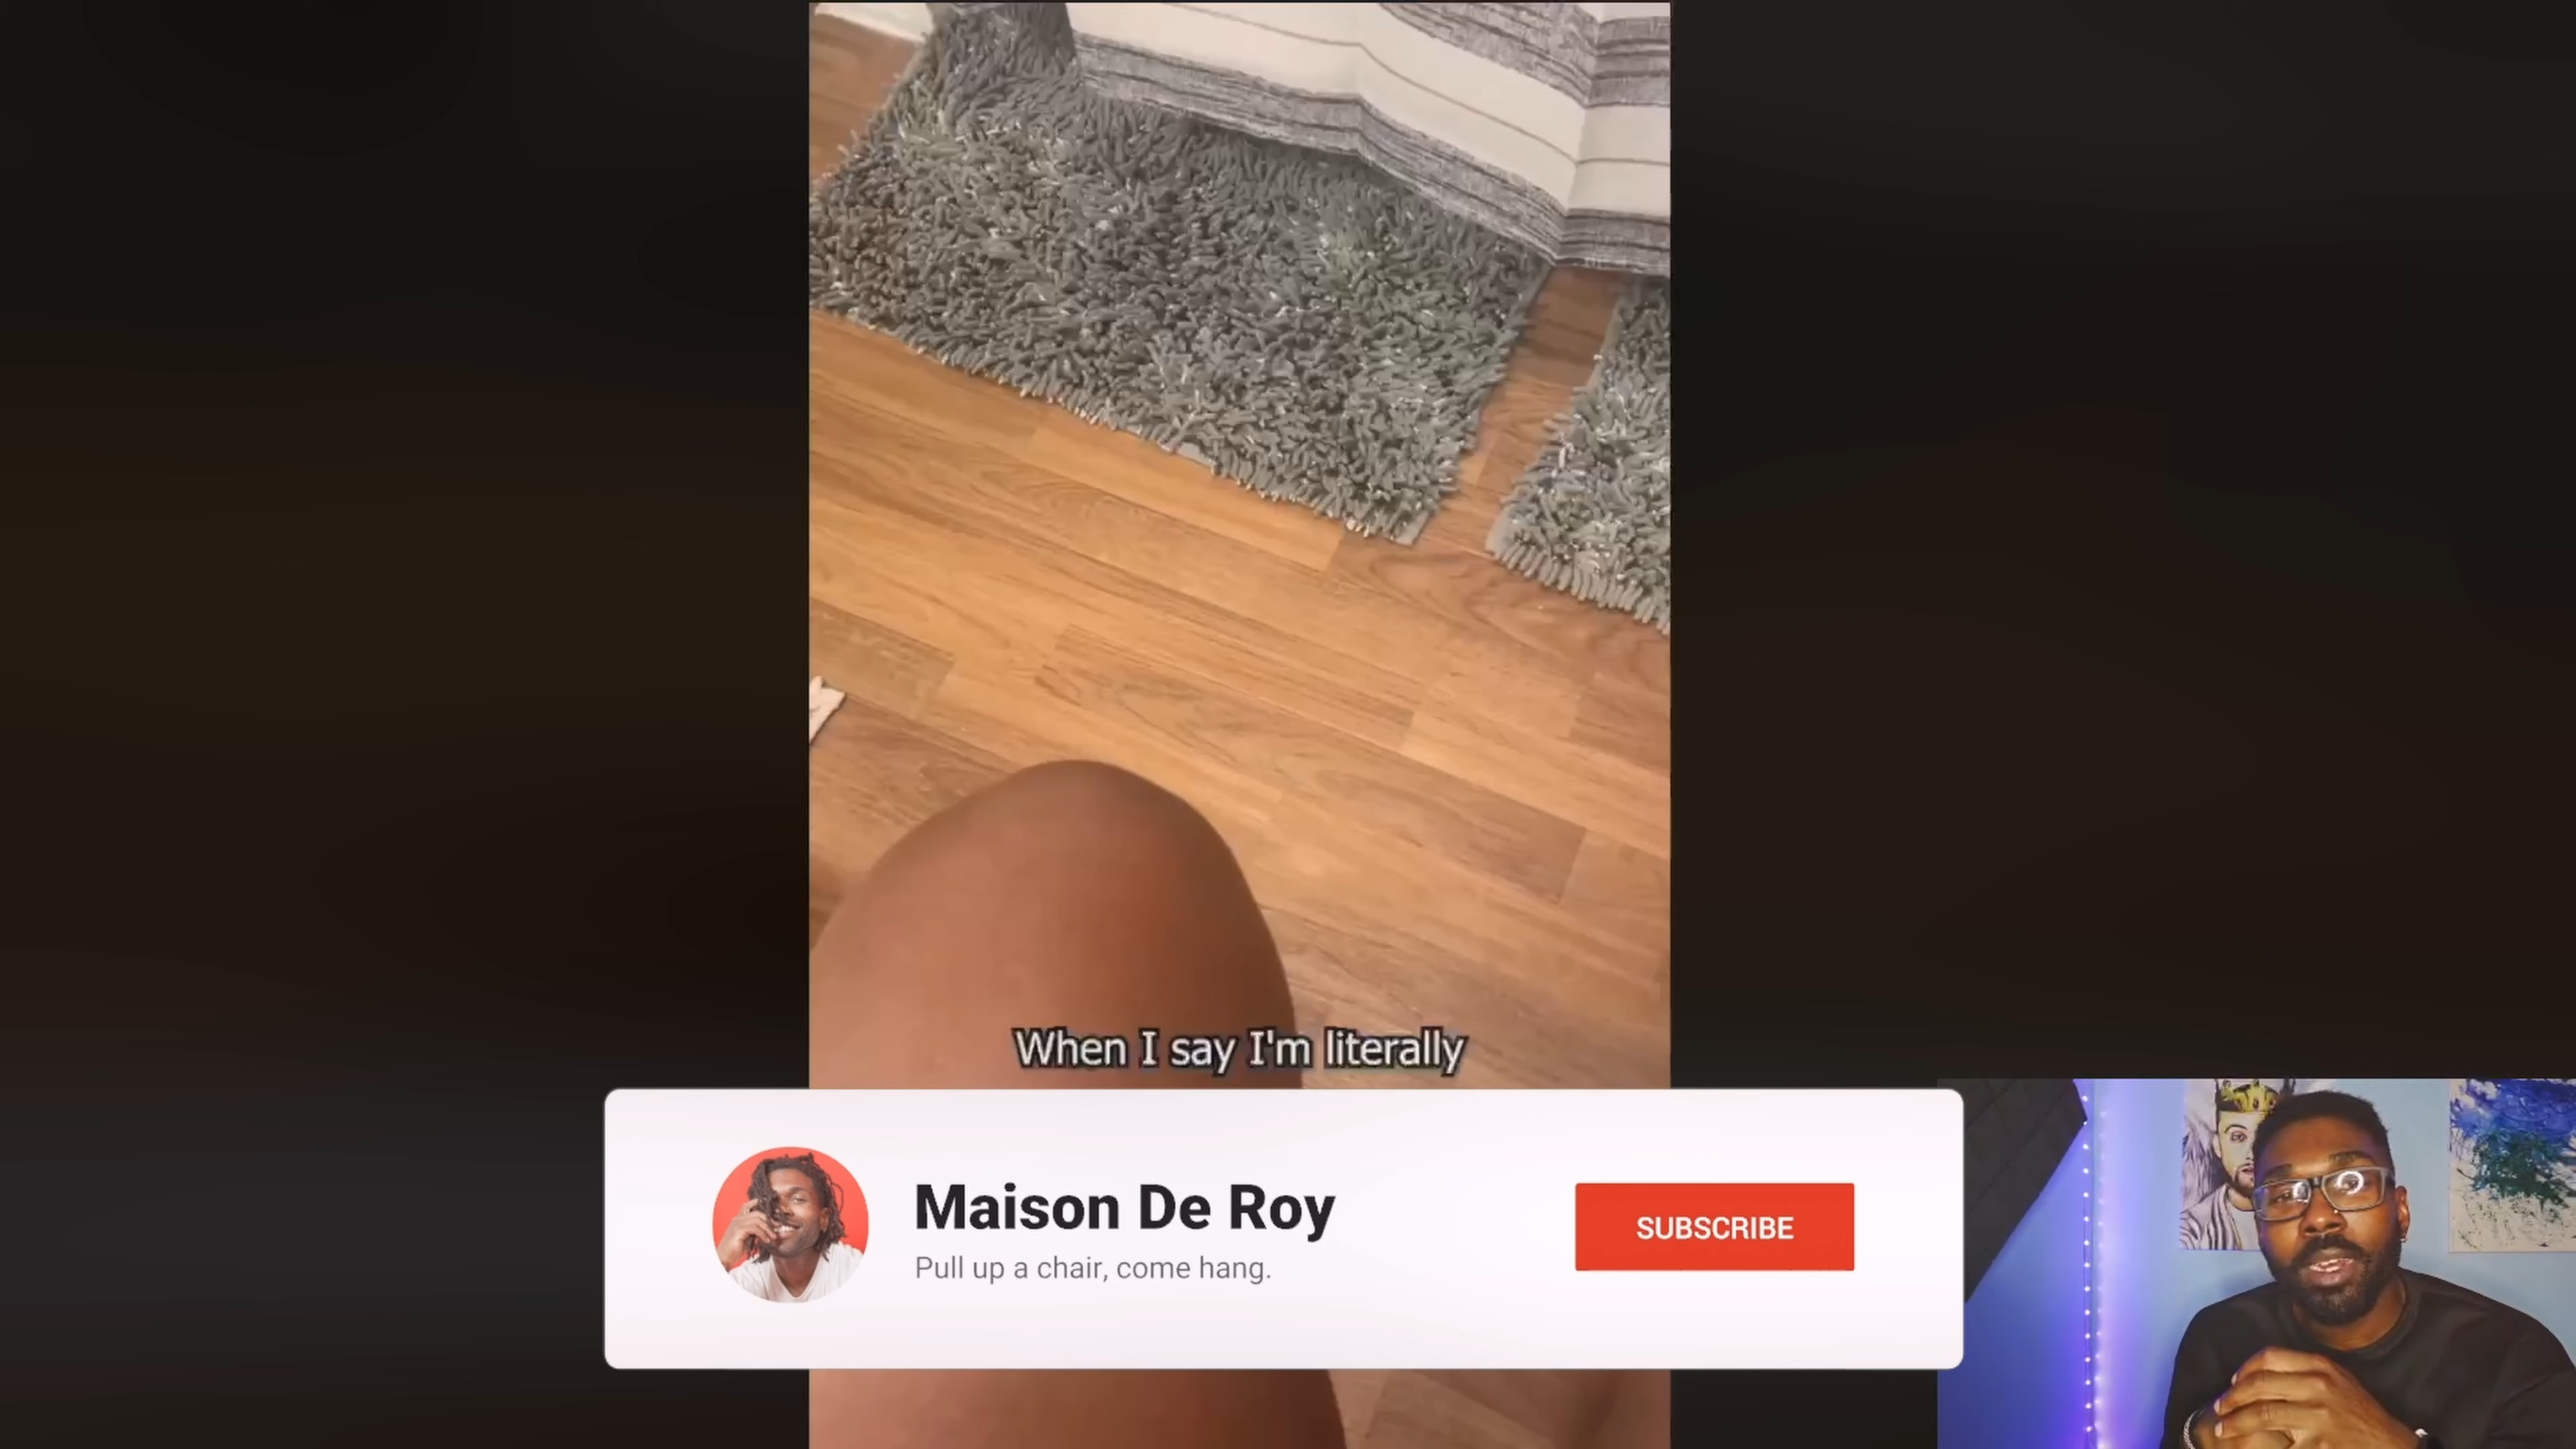 When I say I'm literally
Maison De Roy
Pull up a chair, come hang.
SUBSCRIBE